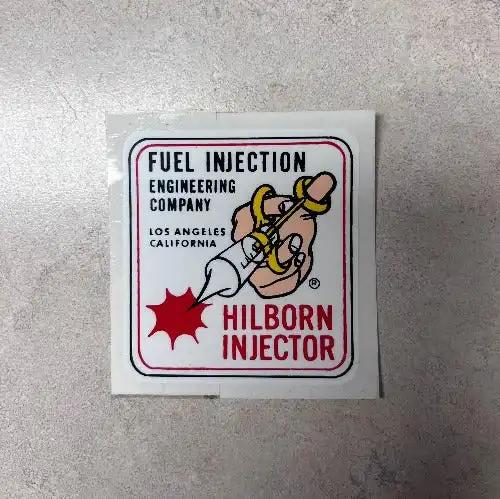 FUEL INJECTION
ENGINEERING
COMPANY
LOS ANGELES
CALIFORNIA
®
HILBORN
INJECTOR